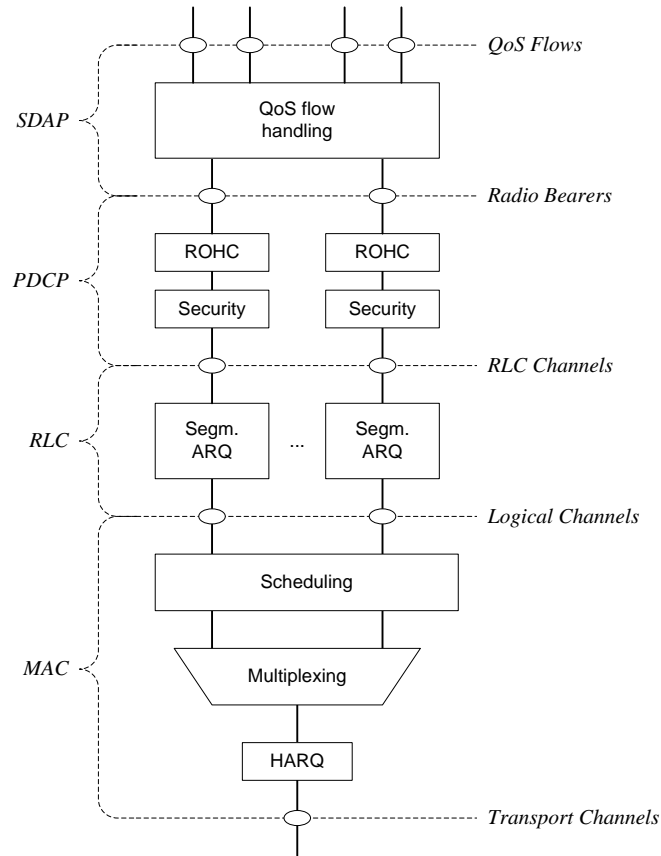 QoS Flows
QoS flow
handling
SDAP
Radio Bearers
ROHC
ROHC
PDCP
Security
Security
RLC Channels
Segm.
ARQ
...
Segm.
ARQ
RLC
Logical Channels
Scheduling
MAC
Multiplexing
HARQ
Transport Channels